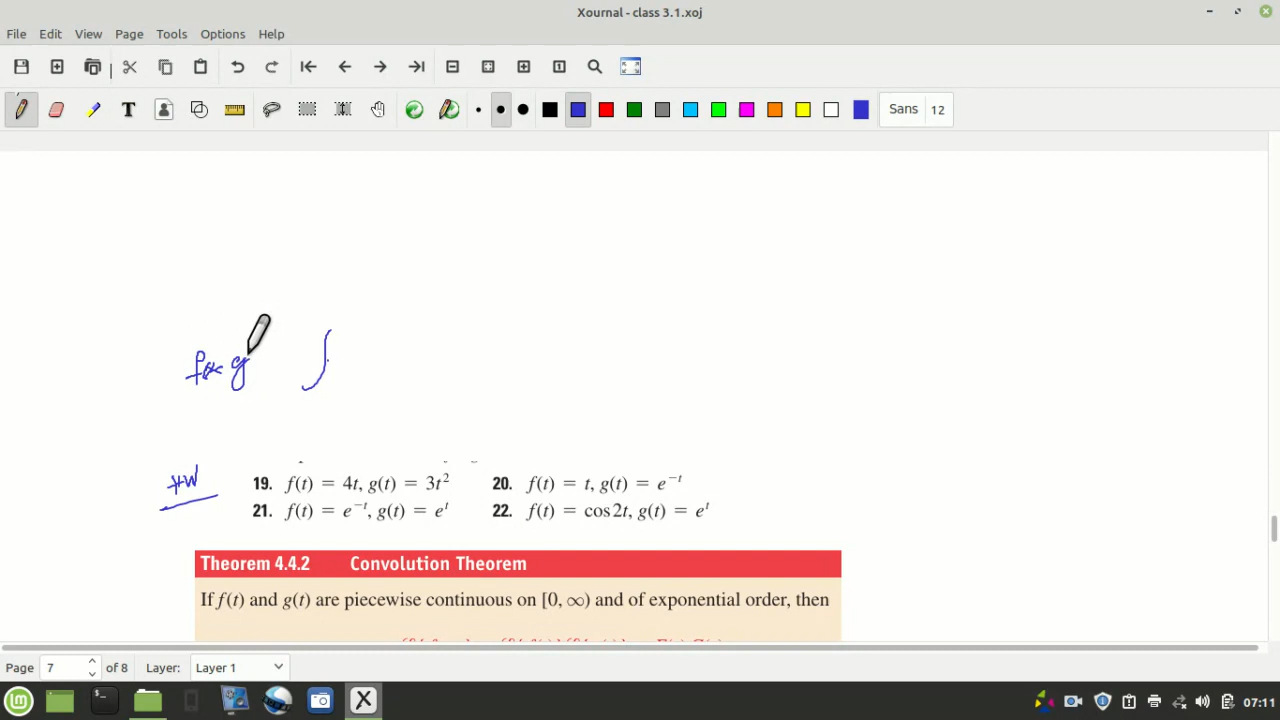 Xournal - class 3.1.xoj
File Edit View Page Tools Options Help
Sans 12
f * g ∫
HW
19. f(t) = 4t, g(t) = 3t² 20. f(t) = t, g(t) = e⁻ᵗ
21. f(t) = e⁻ᵗ, g(t) = eᵗ 22. f(t) = cos 2t, g(t) = eᵗ
Theorem 4.4.2 Convolution Theorem
If f(t) and g(t) are piecewise continuous on [0, ∞) and of exponential order, then
Page 7 of 8 Layer: Layer 1
07:11